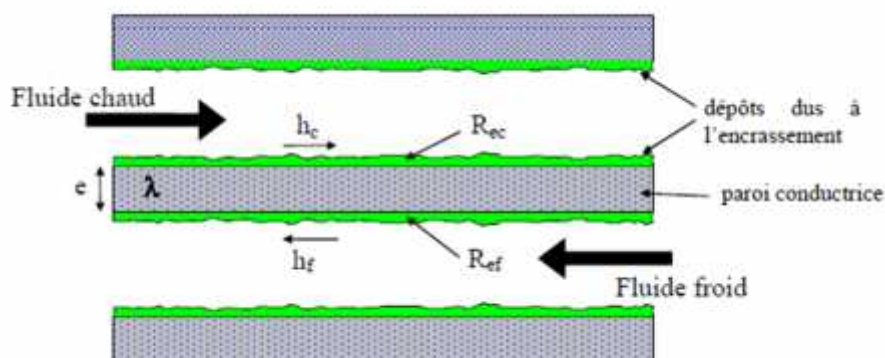 Fluide chaud
dépôts dus à
l'encrassement
h_c
R_ec
e
λ
paroi conductrice
h_f
R_ef
Fluide froid